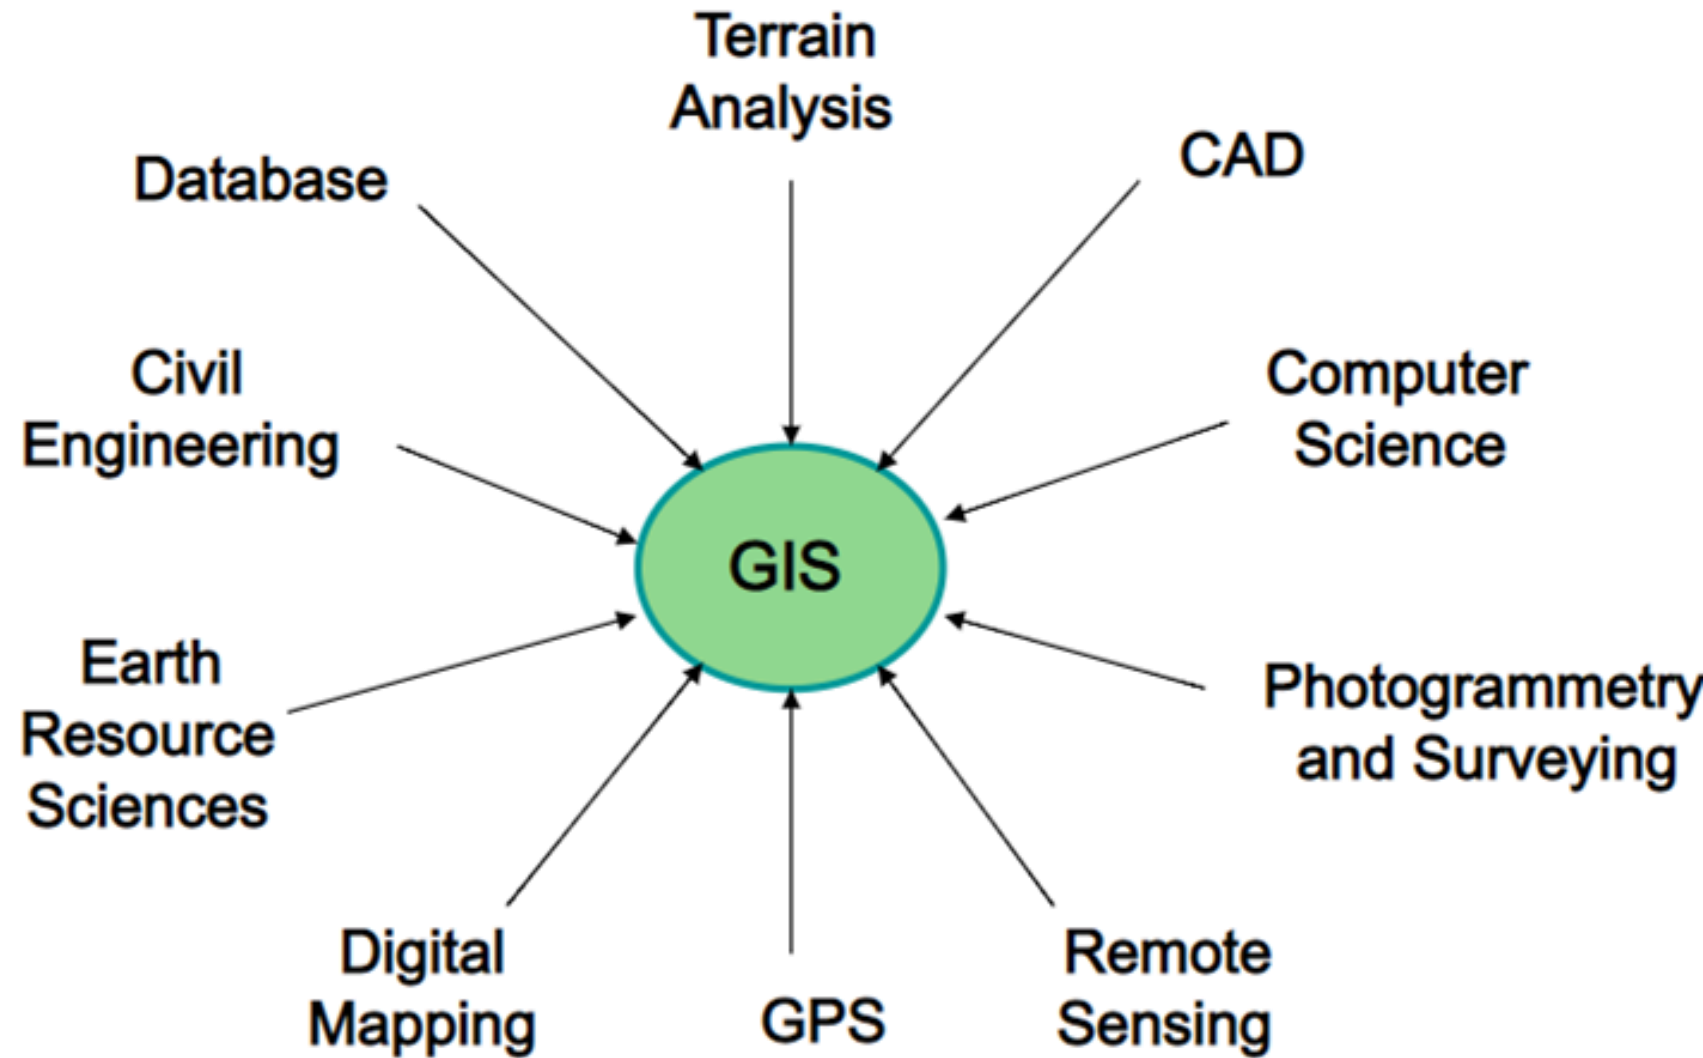 Terrain
Analysis
CAD
Database
Civil
Engineering
Computer
Science
GIS
Earth
Resource
Sciences
Photogrammetry
and Surveying
Digital
Mapping
GPS
Remote
Sensing